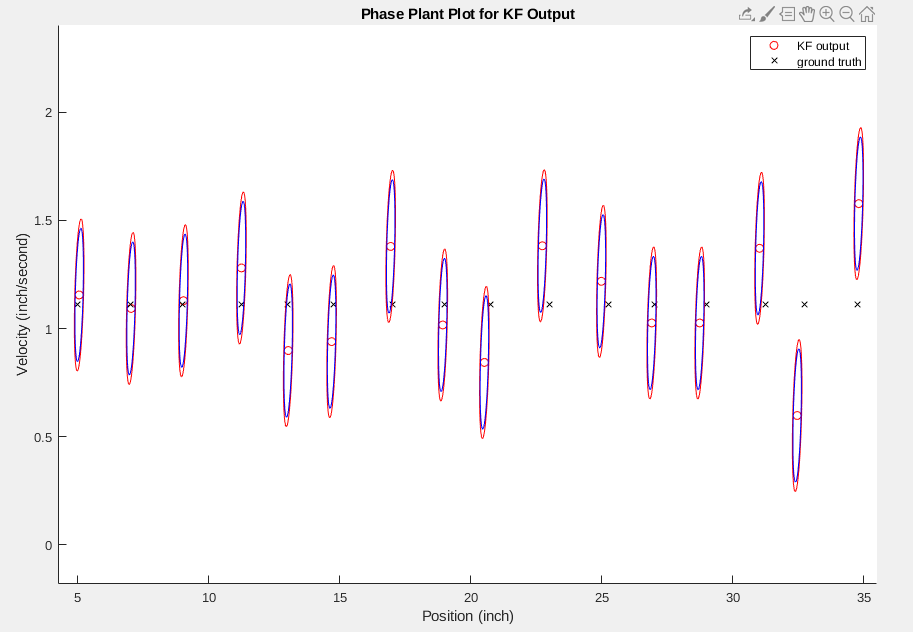 Phase Plant Plot for KF Output
KF output
ground truth
Velocity (inch/second)
2
1.5
1
0.5
0
5
10
15
20
25
30
35
Position (inch)